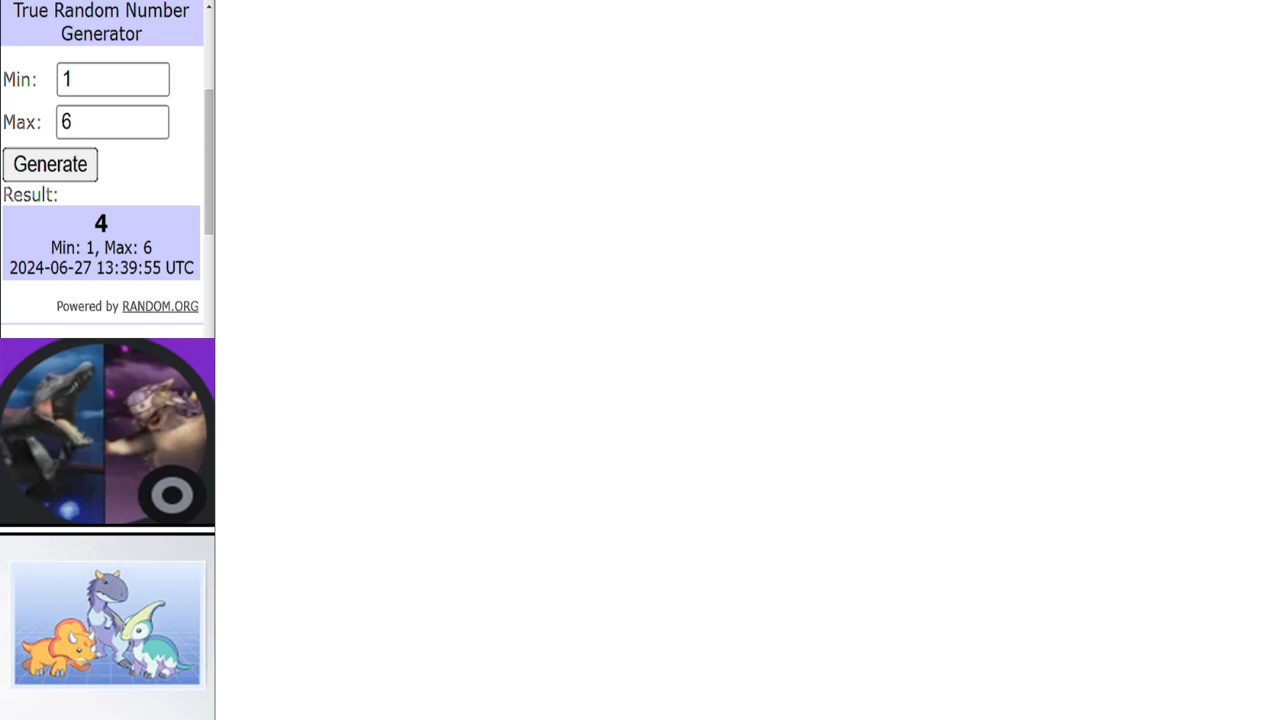 True Random Number
Generator
Min: 1
Max: 6
Generate
Result:
4
Min: 1, Max: 6
2024-06-27 13:39:55 UTC
Powered by RANDOM.ORG